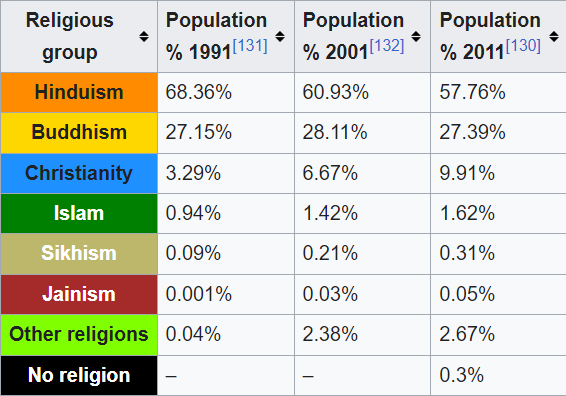 Religious group Population % 1991[131] Population % 2001[132] Population % 2011[130]
Hinduism 68.36% 60.93% 57.76%
Buddhism 27.15% 28.11% 27.39%
Christianity 3.29% 6.67% 9.91%
Islam 0.94% 1.42% 1.62%
Sikhism 0.09% 0.21% 0.31%
Jainism 0.001% 0.03% 0.05%
Other religions 0.04% 2.38% 2.67%
No religion – – 0.3%